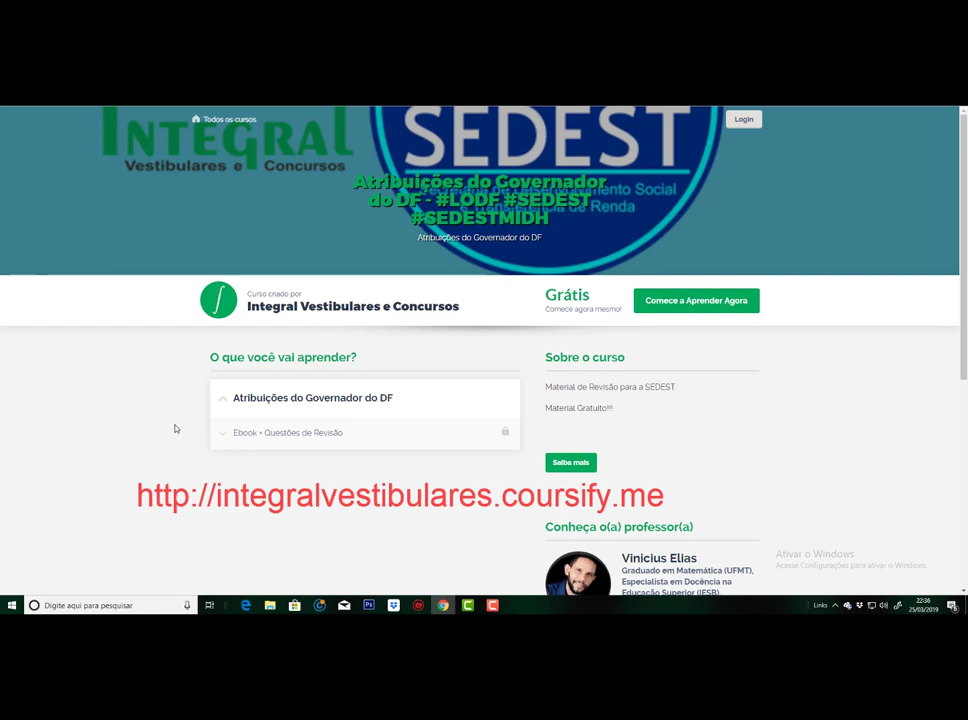 INTEGRAL
Vestibulares e Concursos
SEDEST
Todos os cursos
Login
Atribuições do Governador
do DF - #LODF #SEDEST
#SEDESTMIDH
Desenvolvimento Social
de Renda
Atribuições do Governador do DF
Curso criado por
Integral Vestibulares e Concursos
Grátis
Comece agora mesmo!
Comece a Aprender Agora
O que você vai aprender?
Atribuições do Governador do DF
Ebook + Questões de Revisão
Sobre o curso
Material de Revisão para a SEDEST.
Material Gratuito!!!
Saiba mais
http://integralvestibulares.coursify.me
Conheça o(a) professor(a)
Vinicius Elias
Graduado em Matemática (UFMT),
Especialista em Docência na
Educação Superior (IESB),
Ativar o Windows
Acesse Configurações para ativar o Windows.
Digite aqui para pesquisar
Links
22:36
25/03/2019